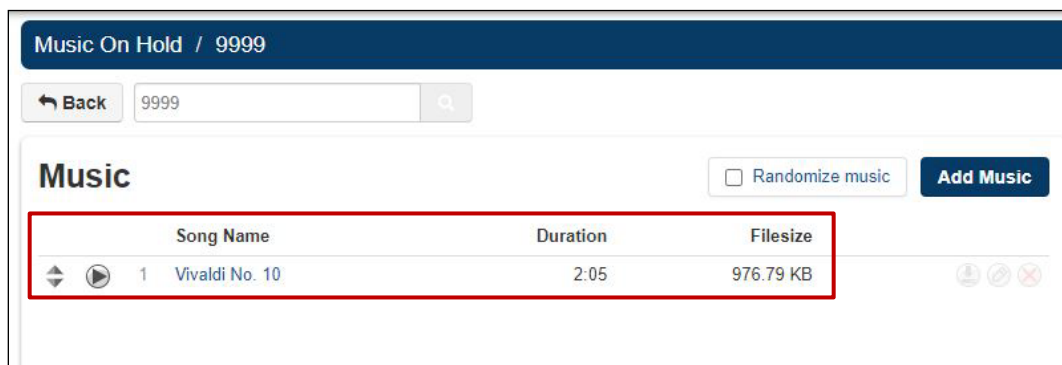 Music On Hold / 9999
Back 9999
Music Randomize music Add Music
Song Name Duration Filesize
1 Vivaldi No. 10 2:05 976.79 KB